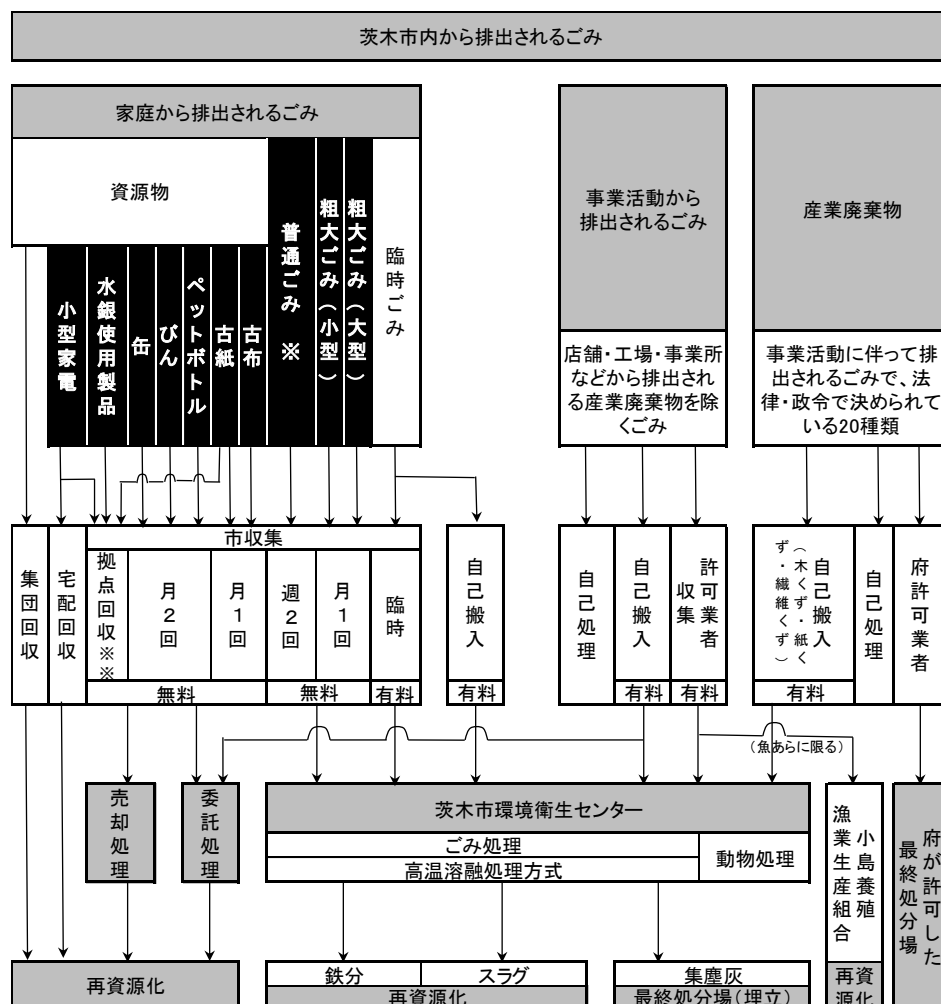 茨木市内から排出されるごみ
家庭から排出されるごみ
資源物
小型家電
水銀使用製品
缶
びん
ペットボトル
古紙
古布
普通ごみ ※
粗大ごみ(小型)
粗大ごみ(大型)
臨時ごみ
事業活動から
排出されるごみ
店舗・工場・事業所
などから排出され
る産業廃棄物を除
くごみ
産業廃棄物
事業活動に伴って排
出されるごみで、法
律・政令で決められて
いる20種類
集団回収
宅配回収
市収集
拠点回収※※
月2回
月1回
週2回
月1回
臨時
無料
無料
有料
自己搬入
有料
自己処理
自己搬入
有料
許可業者
収集
有料
自己搬入
(木くず・紙く
ず・繊維くず)
有料
自己処理
府許可業者
(魚あらに限る)
売却処理
委託処理
茨木市環境衛生センター
ごみ処理
高温溶融処理方式
動物処理
小島養殖
漁業生産組合
再資
源化
府が許可した
最終処分場
再資源化
鉄分
スラグ
再資源化
集塵灰
最終処分場(埋立)